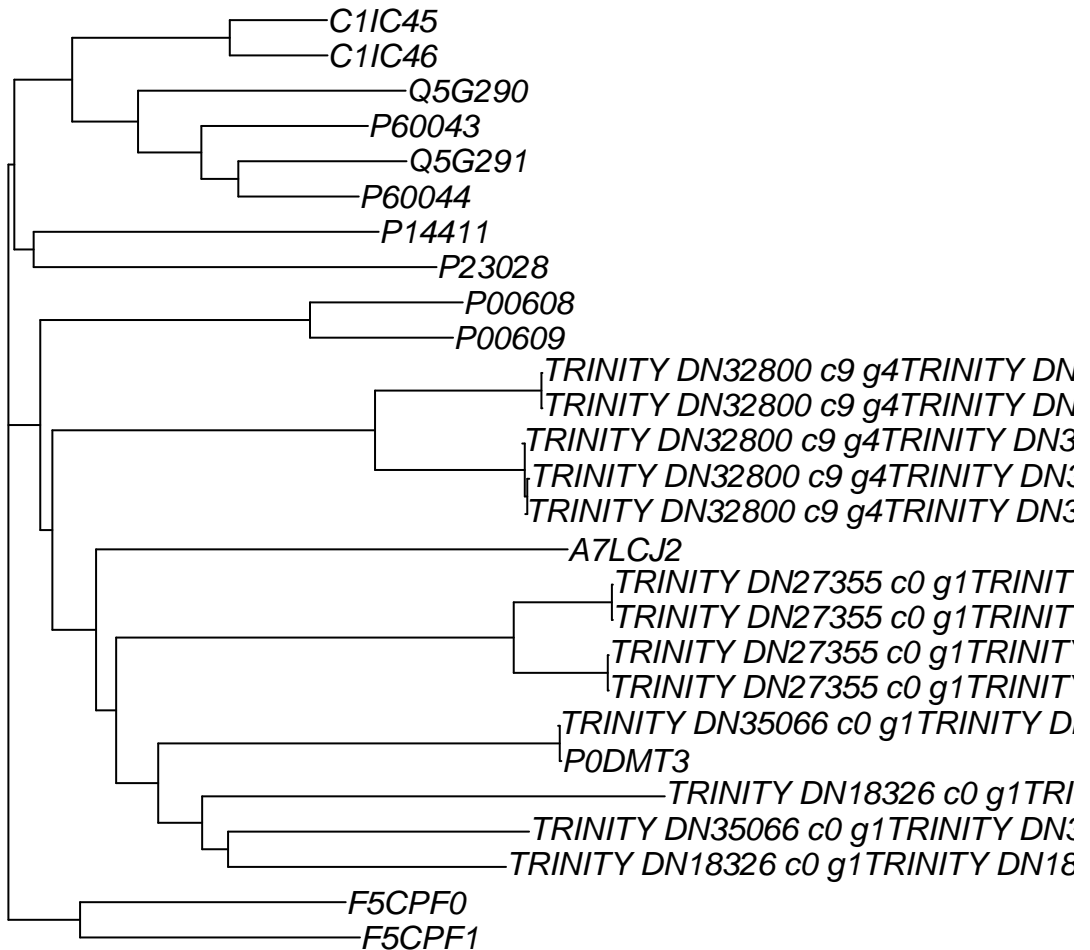 C1IC45
C1IC46
Q5G290
P60043
Q5G291
P60044
P14411
P23028
P00608
P00609
TRINITY DN32800 c9 g4TRINITY DN
TRINITY DN32800 c9 g4TRINITY DN
TRINITY DN32800 c9 g4TRINITY DN3
TRINITY DN32800 c9 g4TRINITY DN3
TRINITY DN32800 c9 g4TRINITY DN3
A7LCJ2
TRINITY DN27355 c0 g1TRINIT
TRINITY DN27355 c0 g1TRINIT
TRINITY DN27355 c0 g1TRINITY
TRINITY DN27355 c0 g1TRINITY
TRINITY DN35066 c0 g1TRINITY DN
P0DMT3
TRINITY DN18326 c0 g1TRI
TRINITY DN35066 c0 g1TRINITY DN3
TRINITY DN18326 c0 g1TRINITY DN18
F5CPF0
F5CPF1